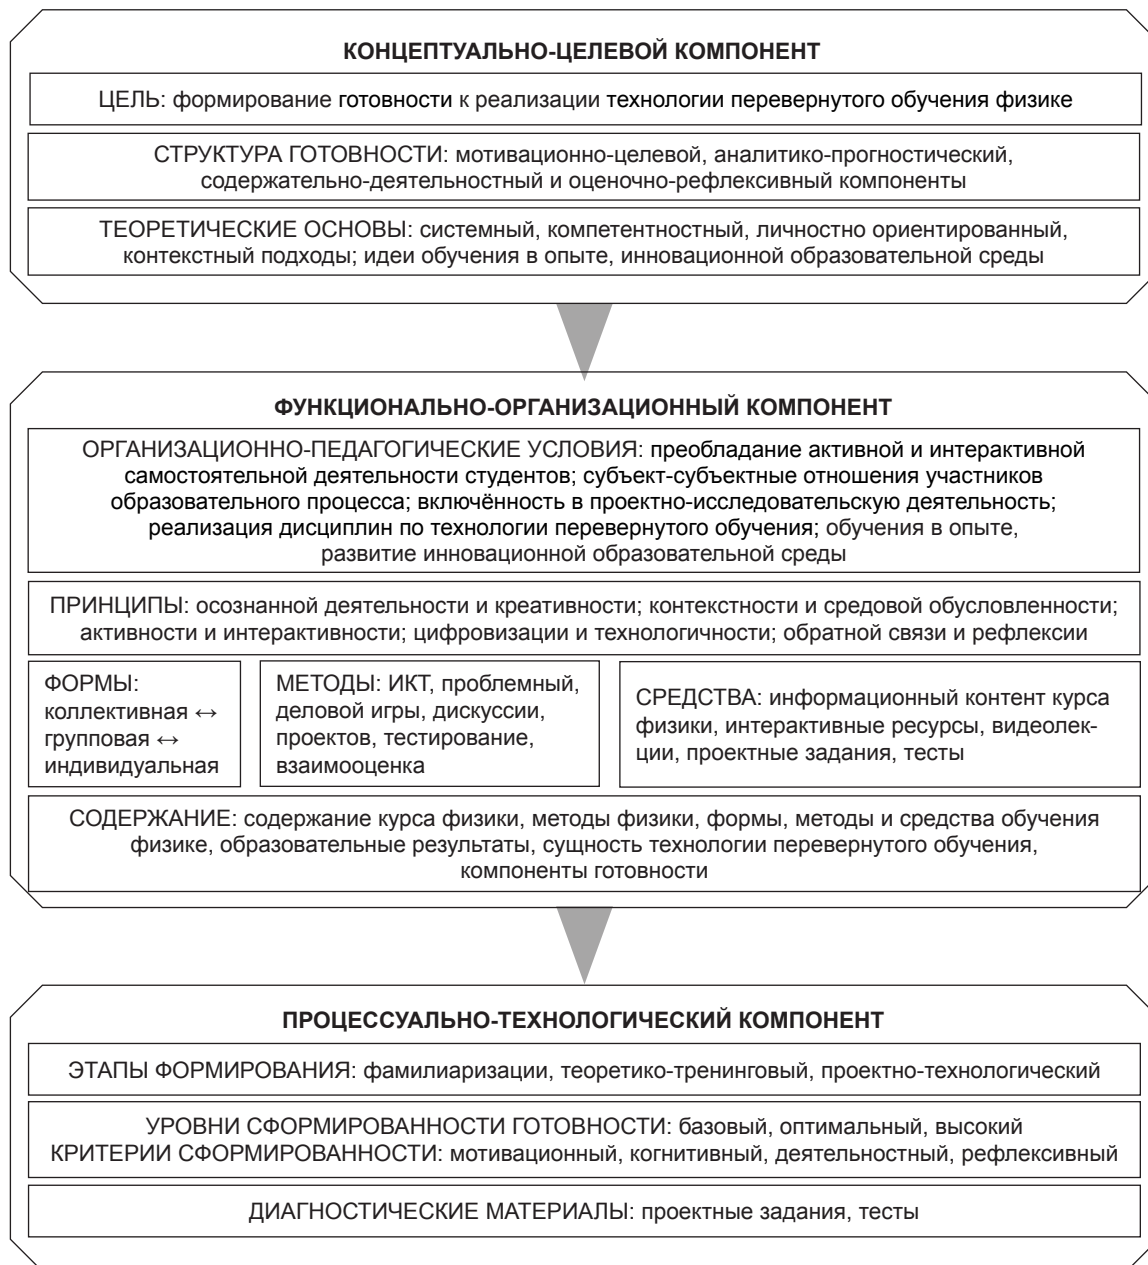 КОНЦЕПТУАЛЬНО-ЦЕЛЕВОЙ КОМПОНЕНТ
ЦЕЛЬ: формирование готовности к реализации технологии перевернутого обучения физике
СТРУКТУРА ГОТОВНОСТИ: мотивационно-целевой, аналитико-прогностический,
содержательно-деятельностный и оценочно-рефлексивный компоненты
ТЕОРЕТИЧЕСКИЕ ОСНОВЫ: системный, компетентностный, личностно ориентированный,
контекстный подходы; идеи обучения в опыте, инновационной образовательной среды
ФУНКЦИОНАЛЬНО-ОРГАНИЗАЦИОННЫЙ КОМПОНЕНТ
ОРГАНИЗАЦИОННО-ПЕДАГОГИЧЕСКИЕ УСЛОВИЯ: преобладание активной и интерактивной
самостоятельной деятельности студентов; субъект-субъектные отношения участников
образовательного процесса; включённость в проектно-исследовательскую деятельность;
реализация дисциплин по технологии перевернутого обучения; обучения в опыте,
развитие инновационной образовательной среды
ПРИНЦИПЫ: осознанной деятельности и креативности; контекстности и средовой обусловленности;
активности и интерактивности; цифровизации и технологичности; обратной связи и рефлексии
ФОРМЫ:
коллективная ↔
групповая ↔
индивидуальная
МЕТОДЫ: ИКТ, проблемный,
деловой игры, дискуссии,
проектов, тестирование,
взаимооценка
СРЕДСТВА: информационный контент курса
физики, интерактивные ресурсы, видеолек-
ции, проектные задания, тесты
СОДЕРЖАНИЕ: содержание курса физики, методы физики, формы, методы и средства обучения
физике, образовательные результаты, сущность технологии перевернутого обучения,
компоненты готовности
ПРОЦЕССУАЛЬНО-ТЕХНОЛОГИЧЕСКИЙ КОМПОНЕНТ
ЭТАПЫ ФОРМИРОВАНИЯ: фамилиаризации, теоретико-тренинговый, проектно-технологический
УРОВНИ СФОРМИРОВАННОСТИ ГОТОВНОСТИ: базовый, оптимальный, высокий
КРИТЕРИИ СФОРМИРОВАННОСТИ: мотивационный, когнитивный, деятельностный, рефлексивный
ДИАГНОСТИЧЕСКИЕ МАТЕРИАЛЫ: проектные задания, тесты